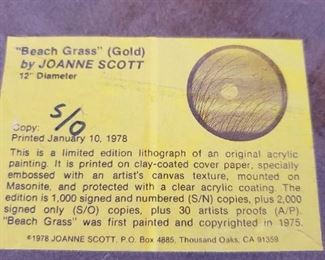 "Beach Grass" (Gold)
by JOANNE SCOTT
12" Diameter
Copy: S/O
Printed January 10, 1978
This is a limited edition lithograph of an original acrylic
painting. It is printed on clay-coated cover paper, specially
embossed with an artist's canvas texture, mounted on
Masonite, and protected with a clear acrylic coating. The
edition is 1,000 signed and numbered (S/N) copies, plus 2,000
signed only (S/O) copies, plus 30 artists proofs (A/P).
"Beach Grass" was first painted and copyrighted in 1975.
©1978 JOANNE SCOTT, P.O. Box 4885, Thousand Oaks, CA 91359